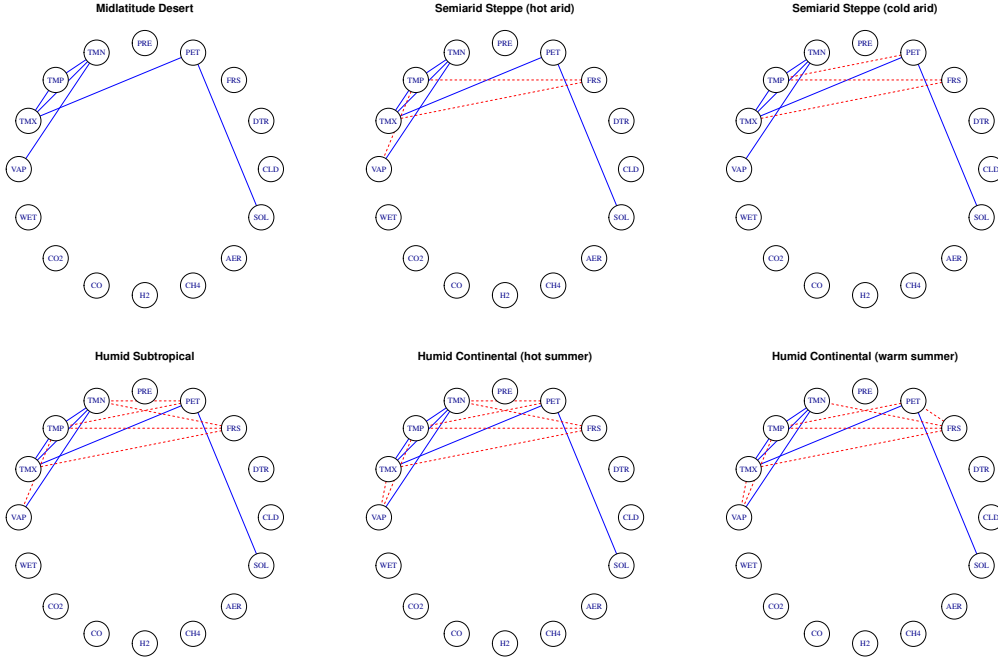 Midlatitude Desert
Semiarid Steppe (hot arid)
Semiarid Steppe (cold arid)
PRE
TMN
PET
TMP
FRS
TMX
DTR
VAP
CLD
WET
SOL
CO2
AER
CO
CH4
H2
PRE
TMN
PET
TMP
FRS
TMX
DTR
VAP
CLD
WET
SOL
CO2
AER
CO
CH4
H2
PRE
TMN
PET
TMP
FRS
TMX
DTR
VAP
CLD
WET
SOL
CO2
AER
CO
CH4
H2
Humid Subtropical
Humid Continental (hot summer)
Humid Continental (warm summer)
PRE
TMN
PET
TMP
FRS
TMX
DTR
VAP
CLD
WET
SOL
CO2
AER
CO
CH4
H2
PRE
TMN
PET
TMP
FRS
TMX
DTR
VAP
CLD
WET
SOL
CO2
AER
CO
CH4
H2
PRE
TMN
PET
TMP
FRS
TMX
DTR
VAP
CLD
WET
SOL
CO2
AER
CO
CH4
H2